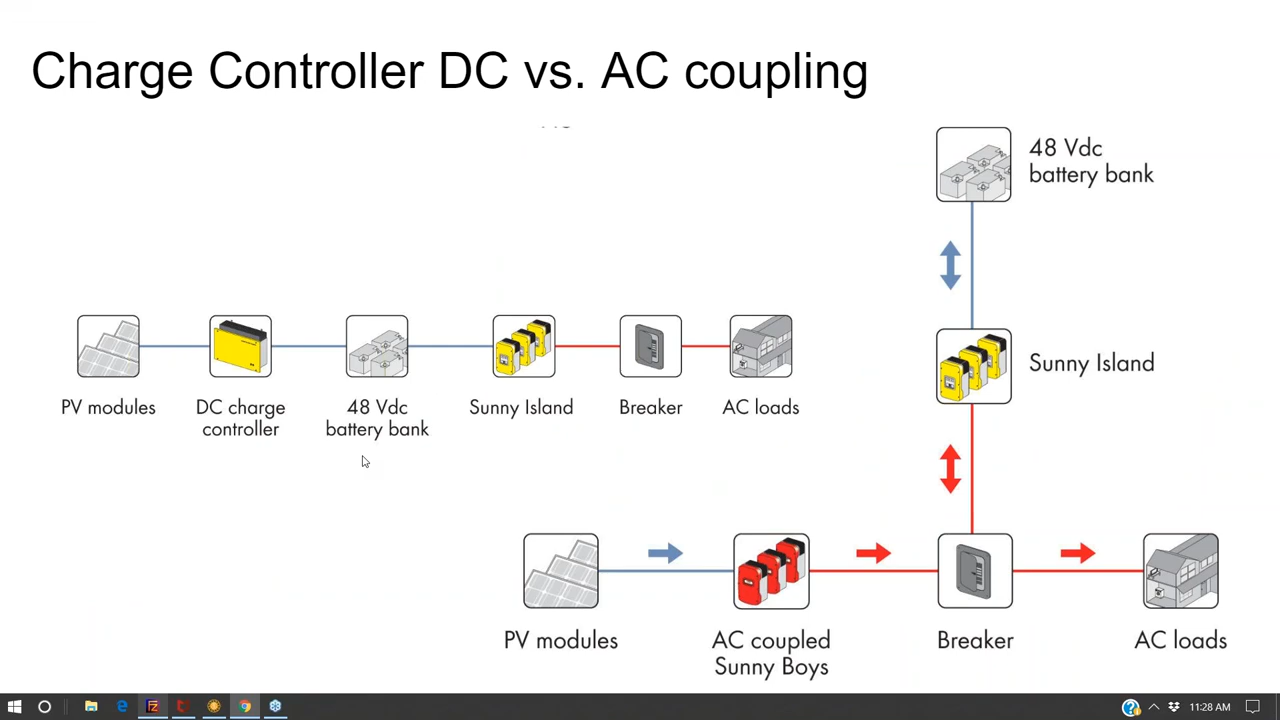 Charge Controller DC vs. AC coupling
48 Vdc
battery bank
Sunny Island
PV modules
DC charge
controller
48 Vdc
battery bank
Sunny Island
Breaker
AC loads
PV modules
AC coupled
Sunny Boys
Breaker
AC loads
11:28 AM